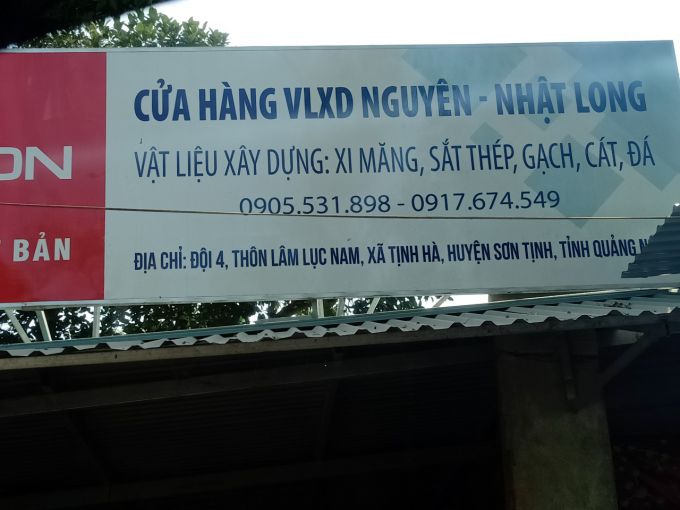 CỬA HÀNG VLXD NGUYÊN - NHẬT LONG
VẬT LIỆU XÂY DỰNG: XI MĂNG, SẮT THÉP, GẠCH, CÁT, ĐÁ
0905.531.898 - 0917.674.549
ĐỊA CHỈ: ĐỘI 4, THÔN LÂM LỤC NAM, XÃ TỊNH HÀ, HUYỆN SƠN TỊNH, TỈNH QUẢNG N
ON
BẢN